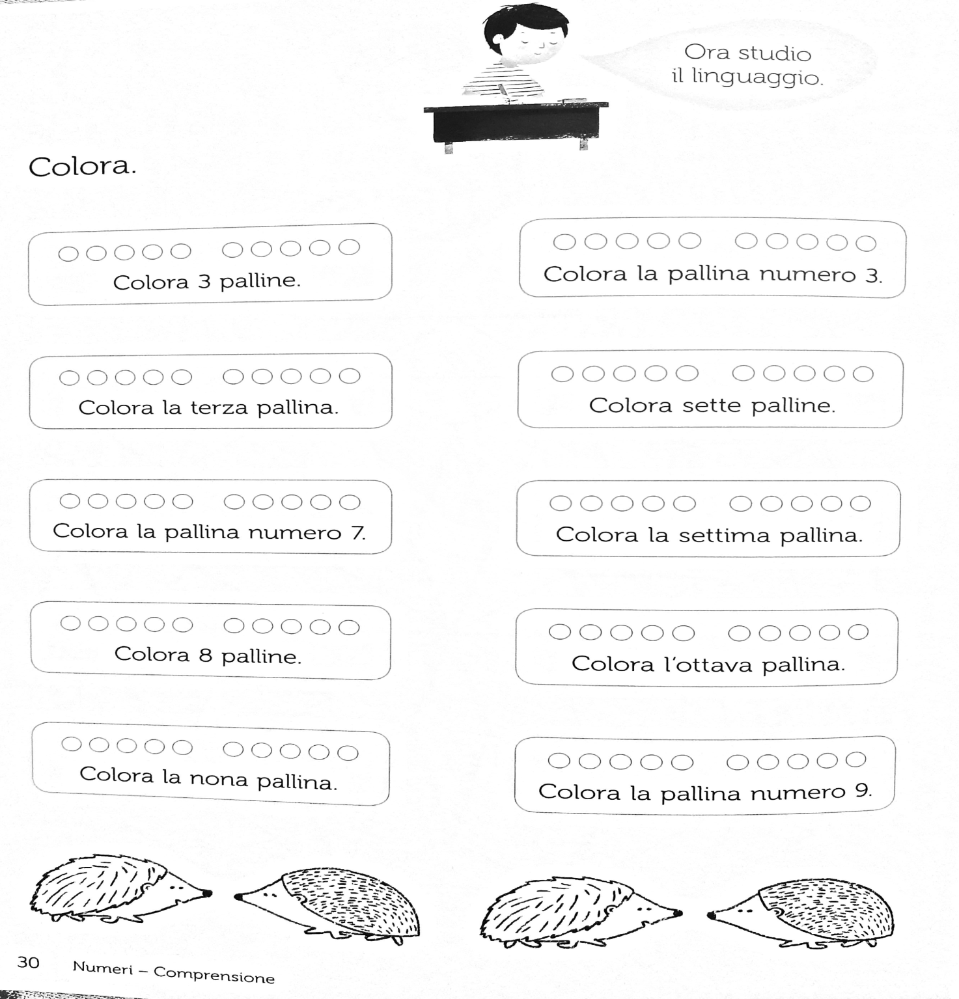 Ora studio
il linguaggio.
Colora.
Colora 3 palline.
Colora la pallina numero 3.
Colora la terza pallina.
Colora sette palline.
Colora la pallina numero 7.
Colora la settima pallina.
Colora 8 palline.
Colora l'ottava pallina.
Colora la nona pallina.
Colora la pallina numero 9.
30 Numeri – Comprensione